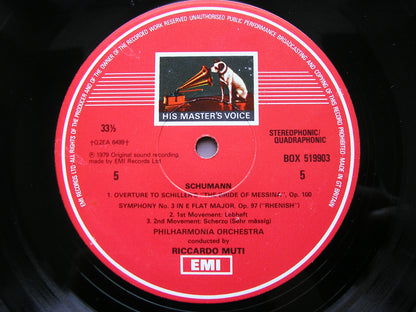 ALL RIGHTS OF THE PRODUCER AND OF THE OWNER OF THE RECORDED WORK RESERVED·UNAUTHORISED PUBLIC PERFORMANCE BROADCASTING AND COPYING OF THIS RECORD PROHIBITED·MADE IN GT BRITAIN
EMI RECORDS LTD
HIS MASTER'S VOICE
33⅓
STEREOPHONIC/
QUADRAPHONIC
℗ 1979 Original sound recording
made by EMI Records Ltd
BOX 519903
5
5
SCHUMANN
1. OVERTURE TO SCHILLER'S "THE BRIDE OF MESSINA", Op. 100
SYMPHONY No. 3 IN E FLAT MAJOR, Op. 97 ("RHENISH")
2. 1st Movement: Lebhaft
3. 2nd Movement: Scherzo (Sehr mässig)
PHILHARMONIA ORCHESTRA
conducted by
RICCARDO MUTI
EMI